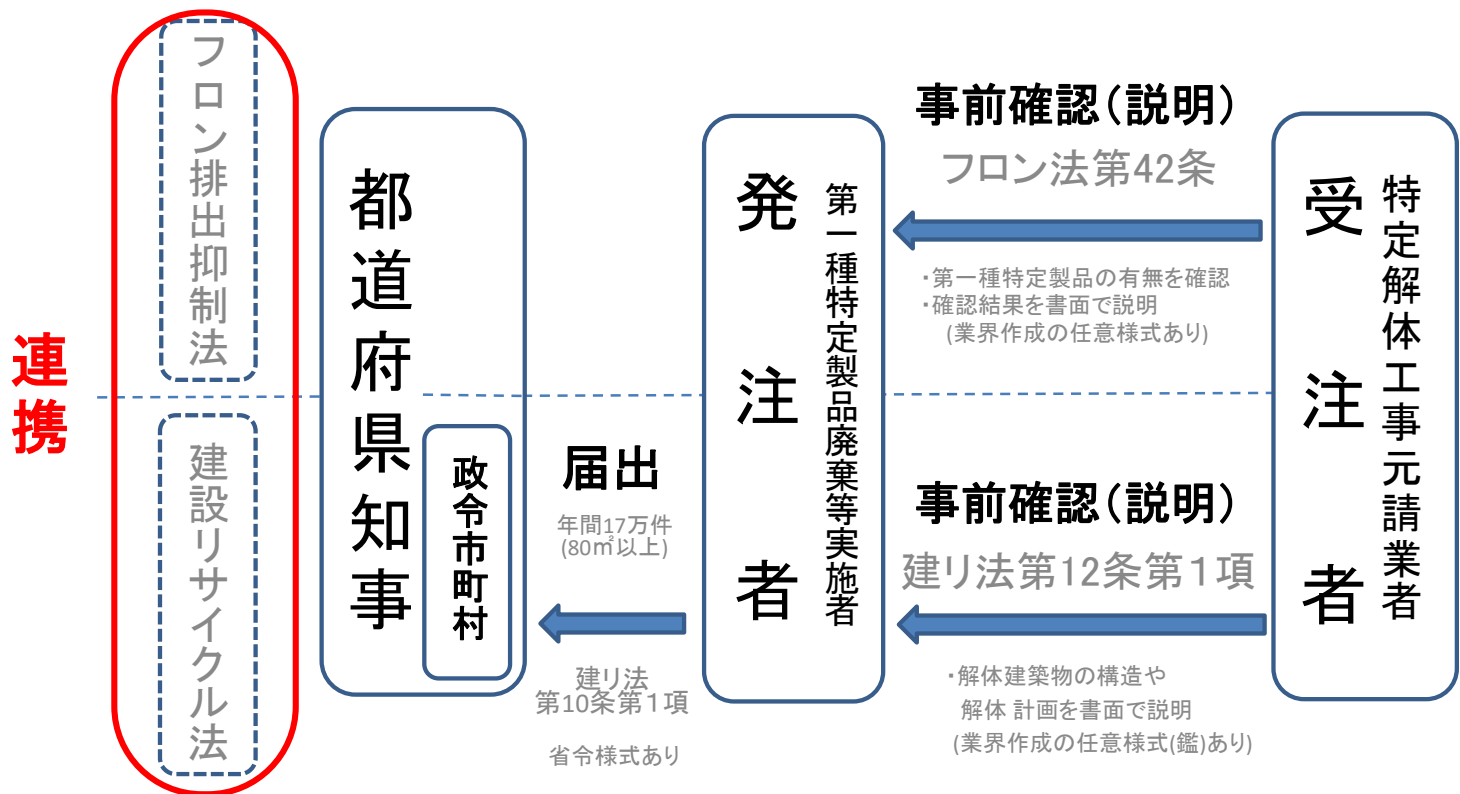 連携
フロン排出抑制法
建設リサイクル法
都道府県知事
政令市町村
届出
年間17万件
(80㎡以上)
建リ法
第10条第１項
省令様式あり
発注者
第一種特定製品廃棄等実施者
事前確認（説明）
フロン法第42条
・第一種特定製品の有無を確認
・確認結果を書面で説明
(業界作成の任意様式あり)
事前確認（説明）
建リ法第12条第１項
・解体建築物の構造や
解体 計画を書面で説明
(業界作成の任意様式(鑑)あり)
受注者
特定解体工事元請業者